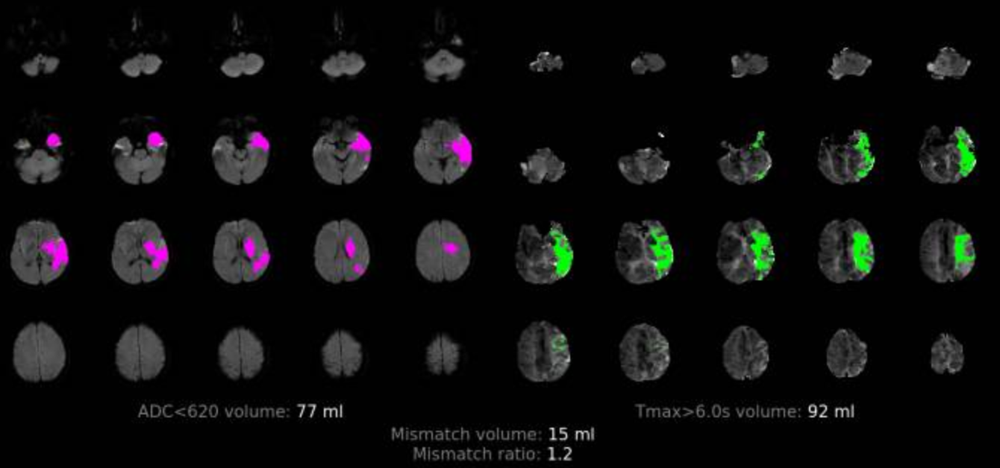 ADC<620 volume: 77 ml
Tmax>6.0s volume: 92 ml
Mismatch volume: 15 ml
Mismatch ratio: 1.2